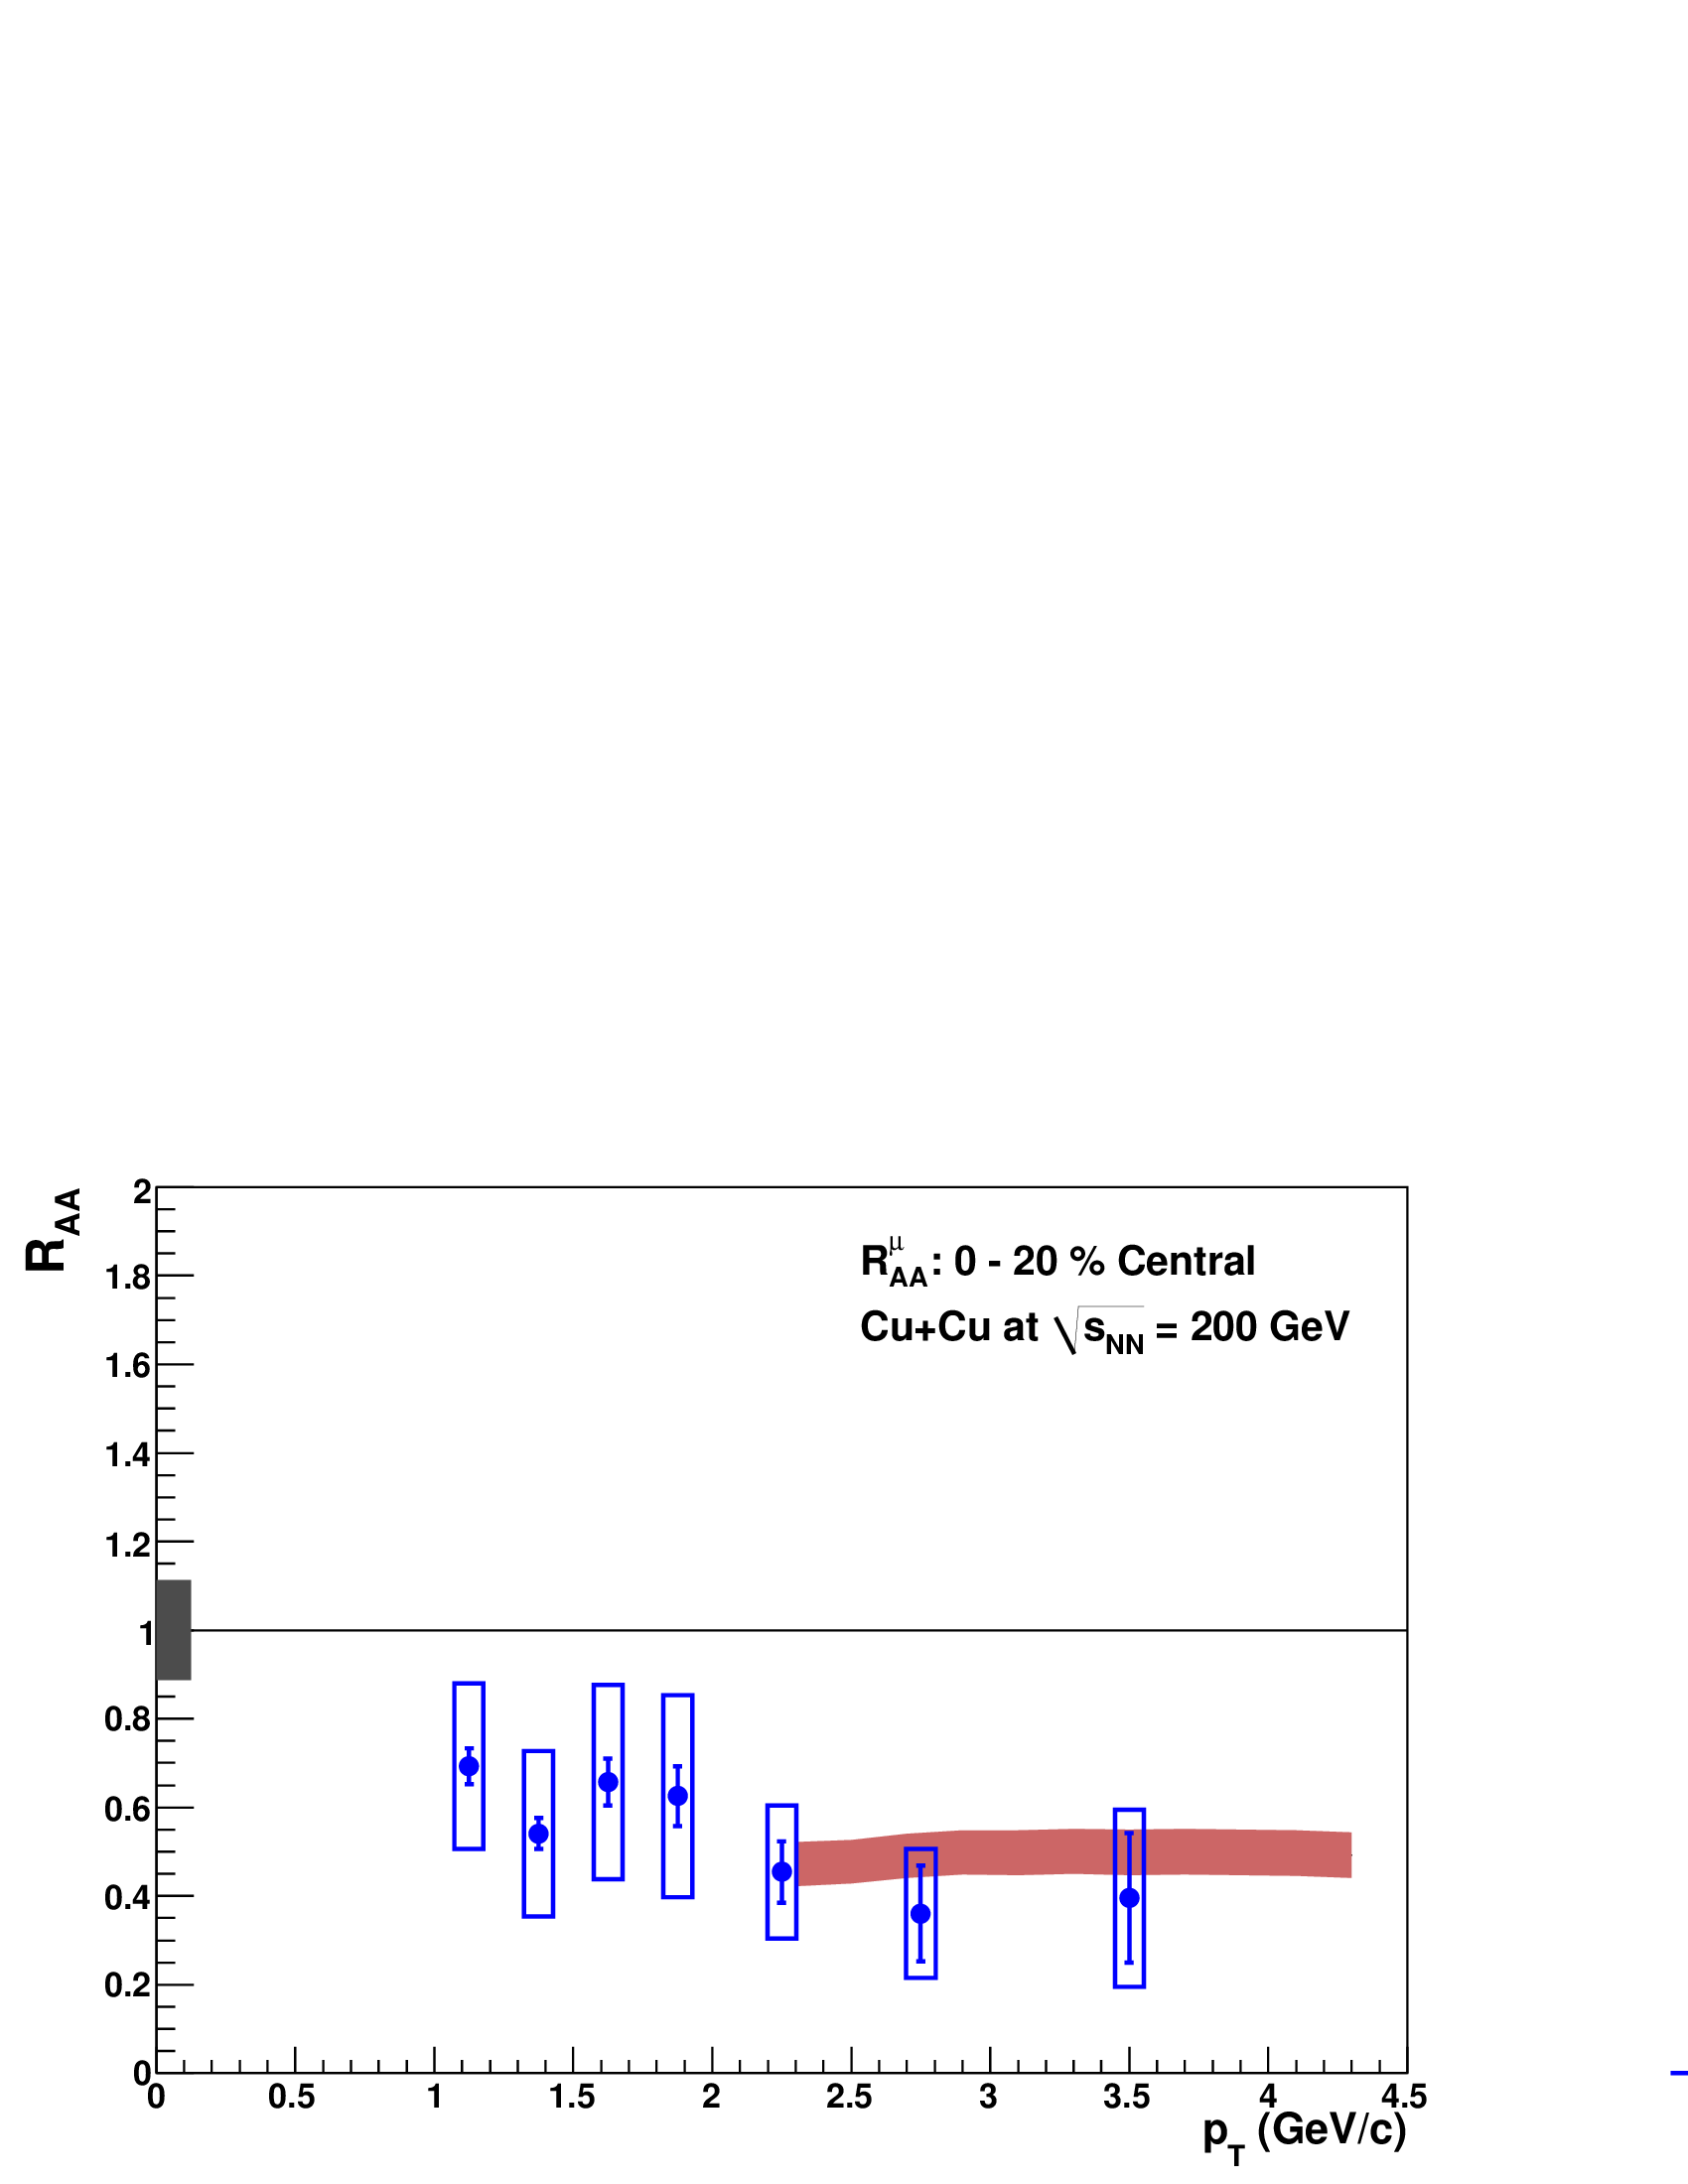 R_AA
2
1.8
1.6
1.4
1.2
1
0.8
0.6
0.4
0.2
0
R^μ_AA: 0 - 20 % Central
Cu+Cu at √s_NN = 200 GeV
0 0.5 1 1.5 2 2.5 3 3.5 4 4.5
p_T (GeV/c)